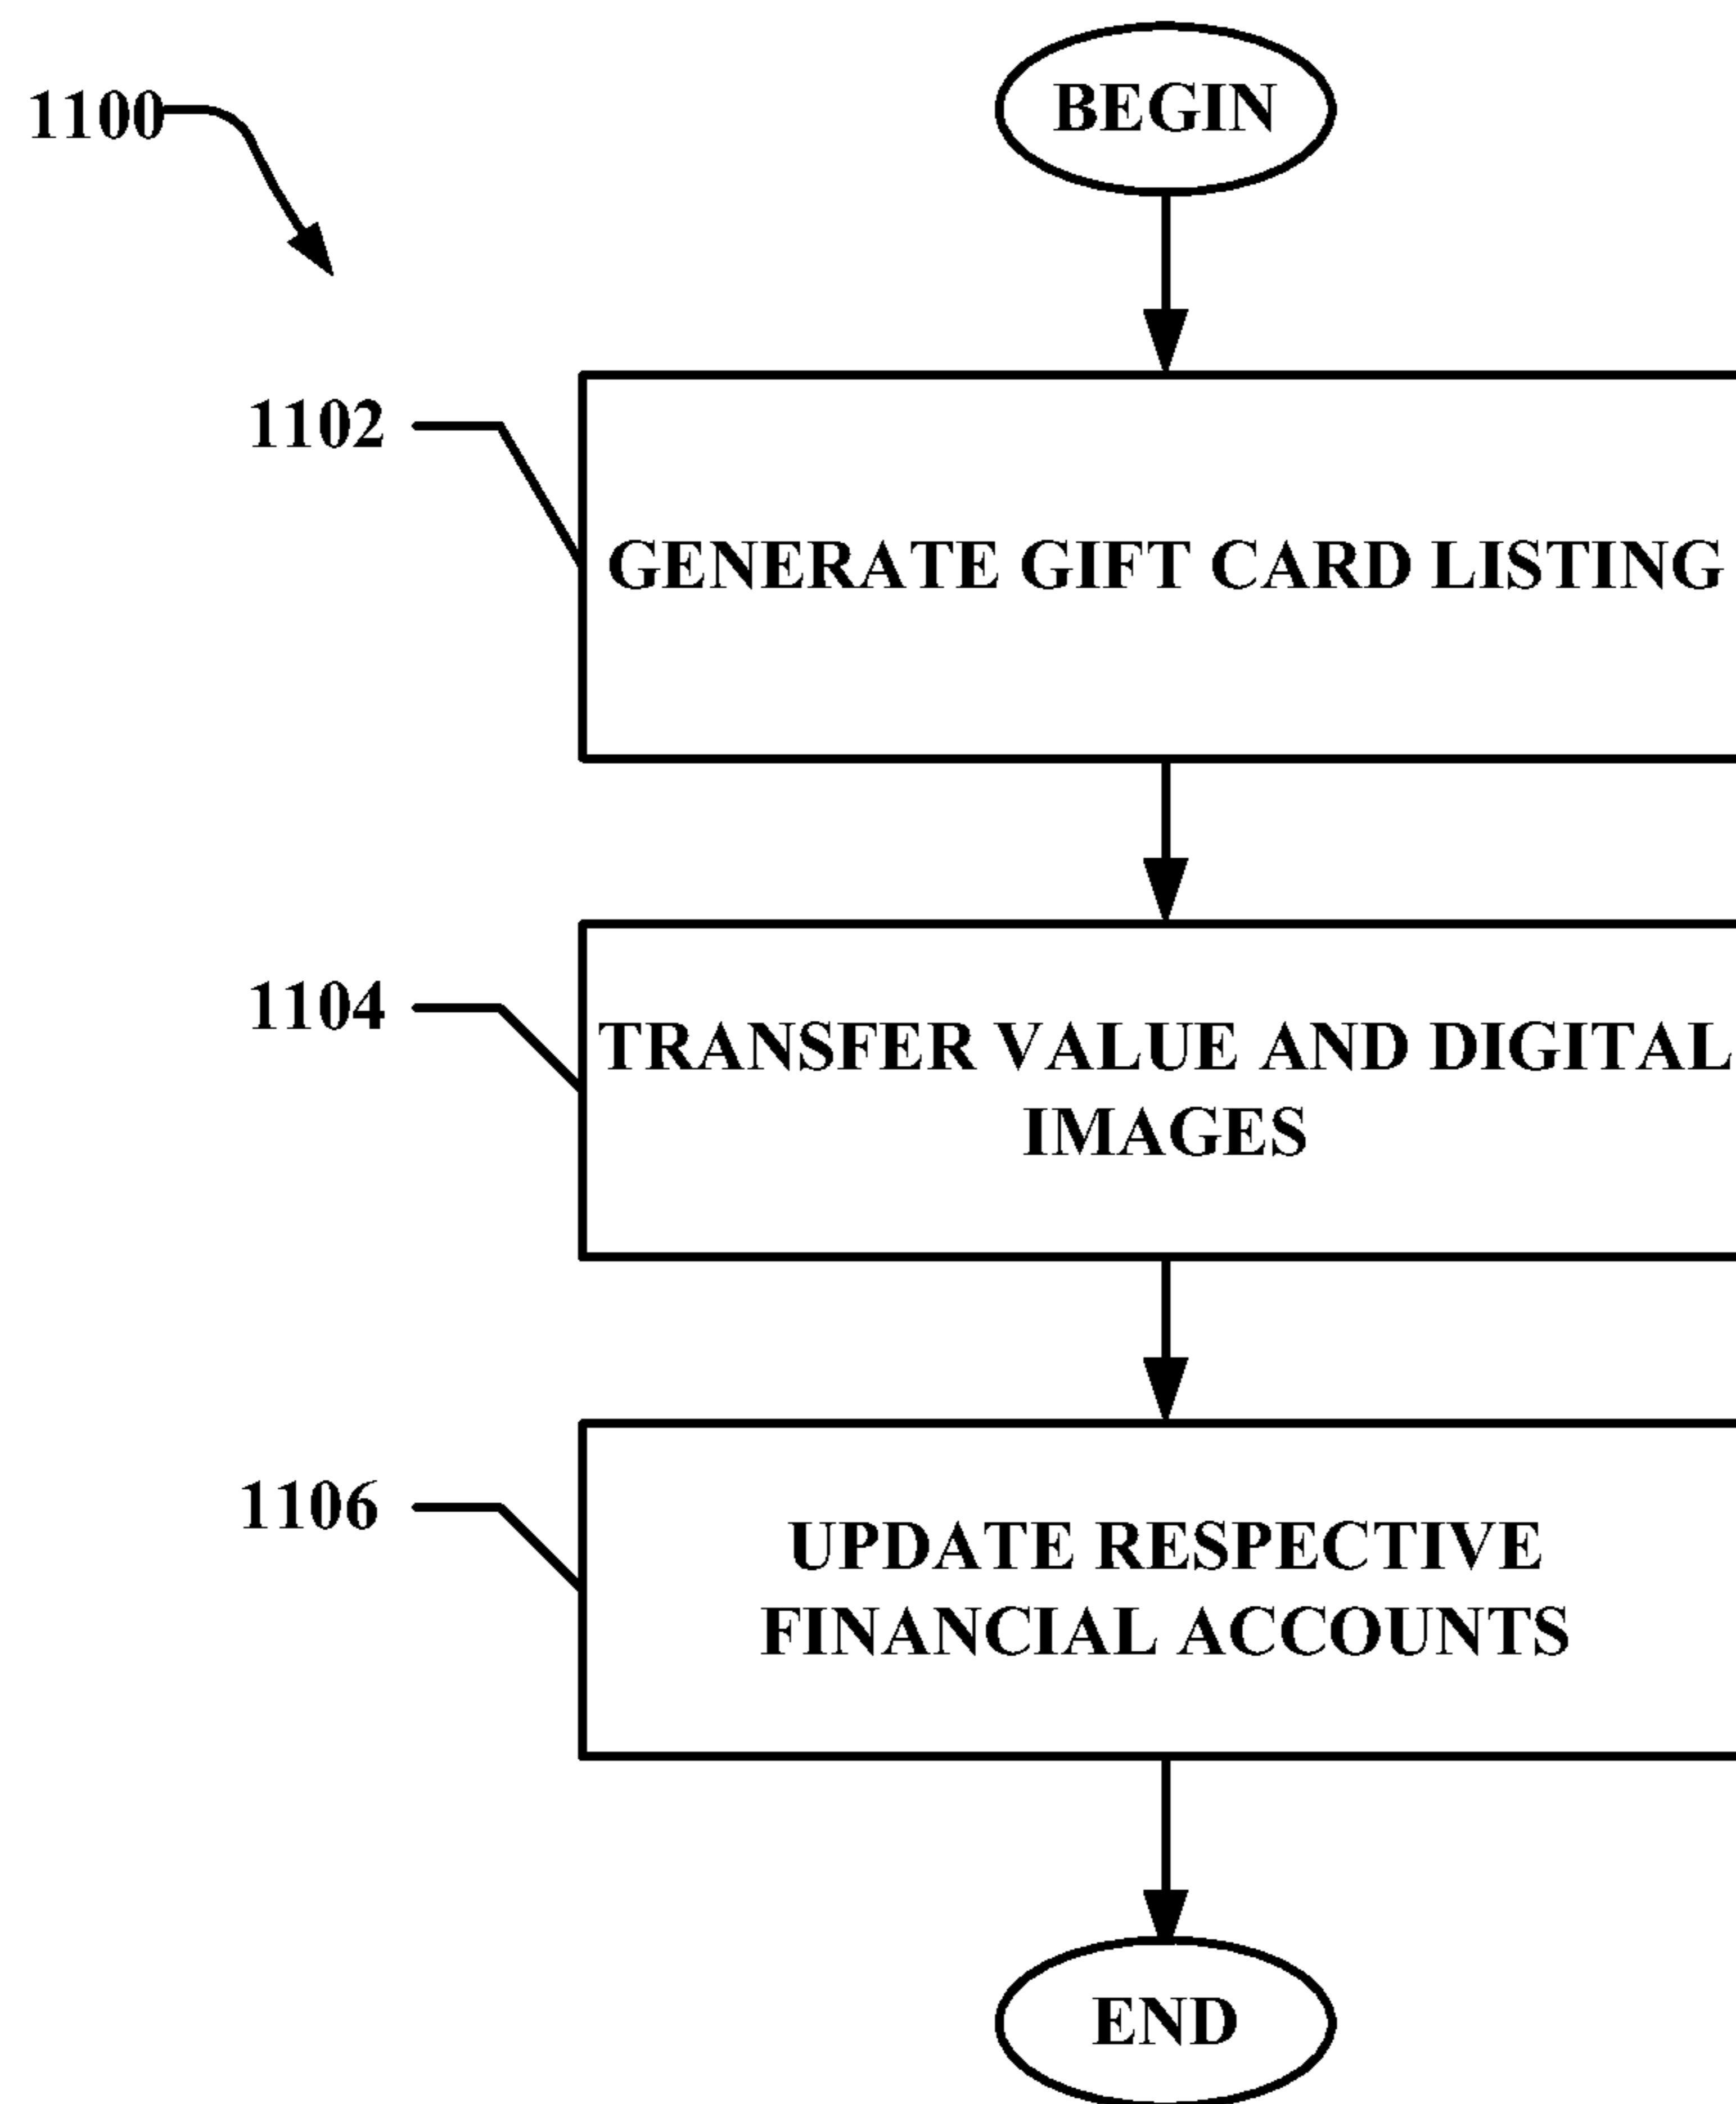 1100
BEGIN
1102
GENERATE GIFT CARD LISTING
1104
TRANSFER VALUE AND DIGITAL
IMAGES
1106
UPDATE RESPECTIVE
FINANCIAL ACCOUNTS
END